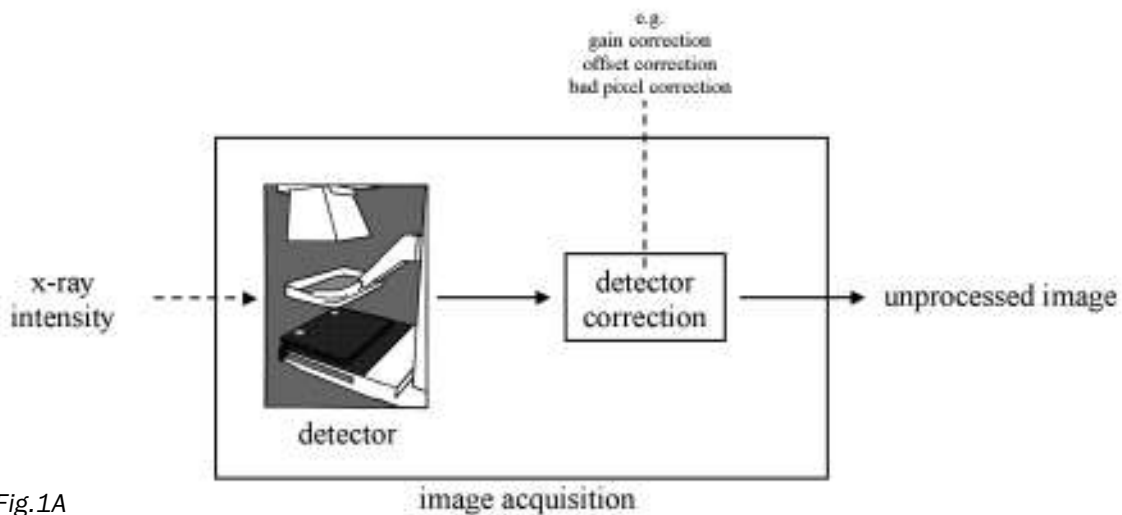 e.g.
gain correction
offset correction
bad pixel correction
x-ray
intensity
detector
correction
unprocessed image
detector
image acquisition
Fig.1A